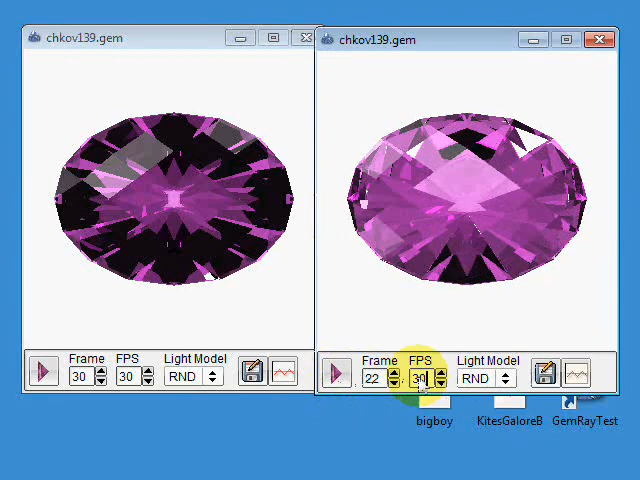 chkov139.gem
Frame FPS Light Model
30 30 RND
chkov139.gem
Frame FPS Light Model
22 30 RND
bigboy KitesGaloreB GemRayTest